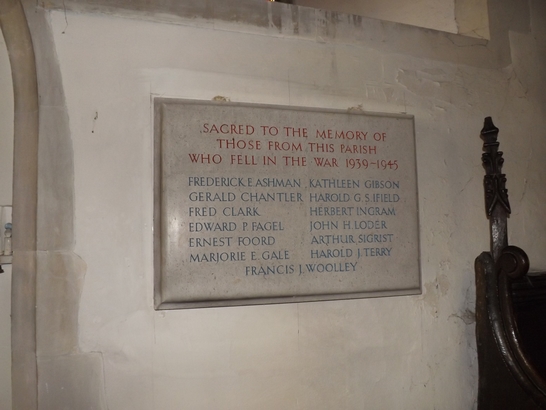 SACRED TO THE MEMORY OF
THOSE FROM THIS PARISH
WHO FELL IN THE WAR 1939-1945
FREDERICK E. ASHMAN KATHLEEN GIBSON
GERALD CHANTLER HAROLD G. S. IFIELD
FRED CLARK HERBERT INGRAM
EDWARD P. FAGEL JOHN H. LODER
ERNEST FOORD ARTHUR SIGRIST
MARJORIE E. GALE HAROLD J. TERRY
FRANCIS J. WOOLLEY